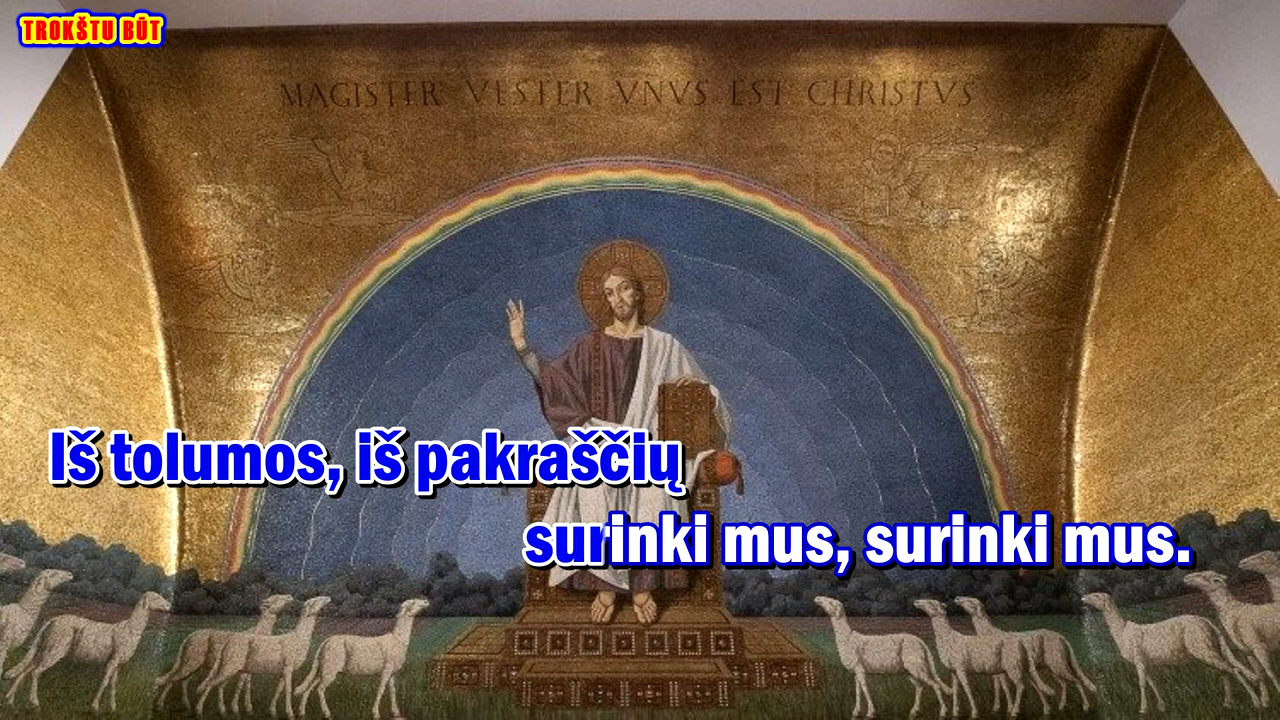 TROKŠTU BŪT
MAGISTER VESTER VNVS EST CHRISTVS
Iš tolumos, iš pakraščių
surinki mus, surinki mus.